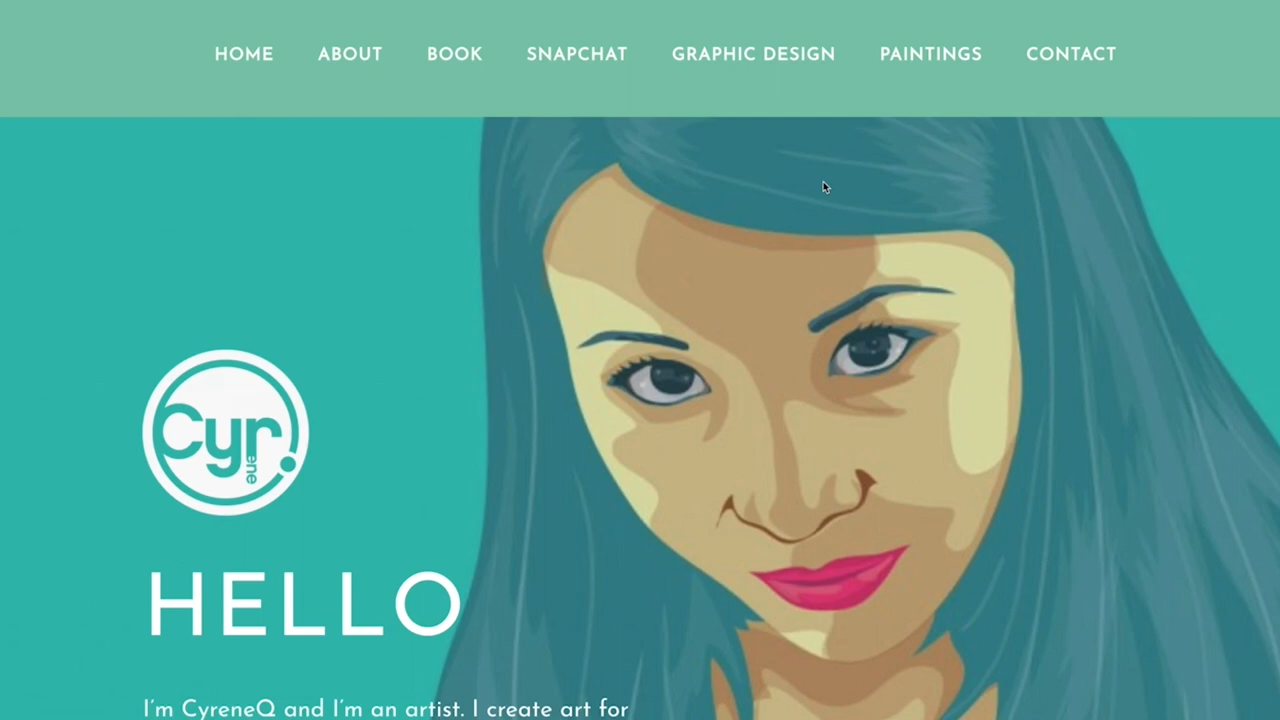 HOME ABOUT BOOK SNAPCHAT GRAPHIC DESIGN PAINTINGS CONTACT
Cyr
ene
HELLO
I'm CyreneQ and I'm an artist. I create art for